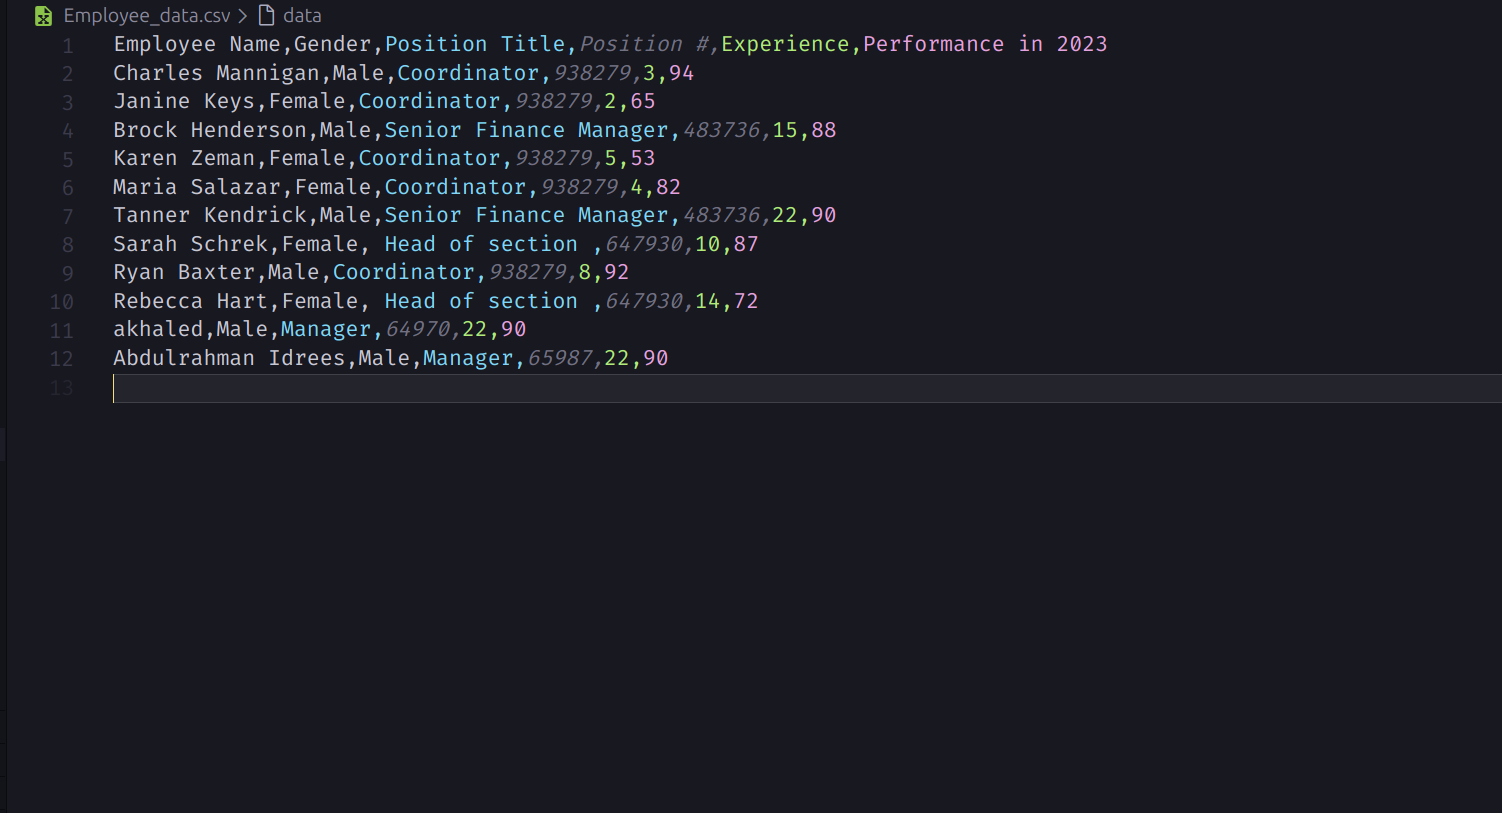 Employee_data.csv > data
1 Employee Name,Gender,Position Title,Position #,Experience,Performance in 2023
2 Charles Mannigan,Male,Coordinator,938279,3,94
3 Janine Keys,Female,Coordinator,938279,2,65
4 Brock Henderson,Male,Senior Finance Manager,483736,15,88
5 Karen Zeman,Female,Coordinator,938279,5,53
6 Maria Salazar,Female,Coordinator,938279,4,82
7 Tanner Kendrick,Male,Senior Finance Manager,483736,22,90
8 Sarah Schrek,Female, Head of section ,647930,10,87
9 Ryan Baxter,Male,Coordinator,938279,8,92
10 Rebecca Hart,Female, Head of section ,647930,14,72
11 akhaled,Male,Manager,64970,22,90
12 Abdulrahman Idrees,Male,Manager,65987,22,90
13